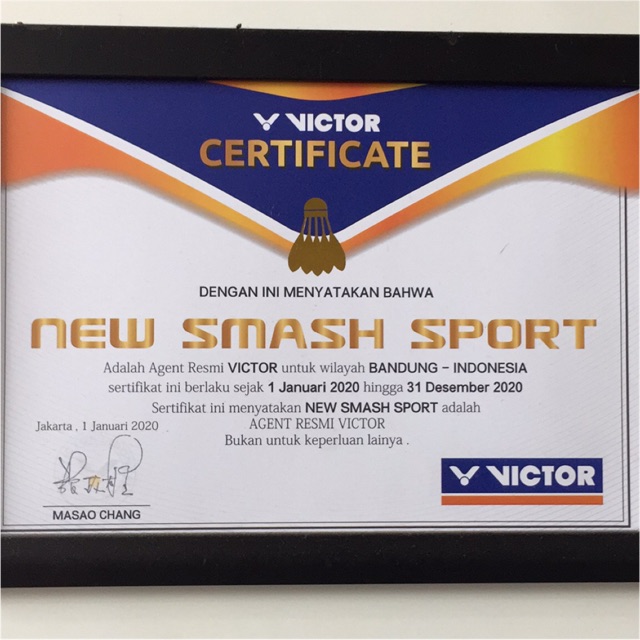 VICTOR
CERTIFICATE
DENGAN INI MENYATAKAN BAHWA
NEW SMASH SPORT
Adalah Agent Resmi VICTOR untuk wilayah BANDUNG - INDONESIA
sertifikat ini berlaku sejak 1 Januari 2020 hingga 31 Desember 2020
Sertifikat ini menyatakan NEW SMASH SPORT adalah
AGENT RESMI VICTOR
Bukan untuk keperluan lainya .
Jakarta , 1 Januari 2020
MASAO CHANG
VICTOR